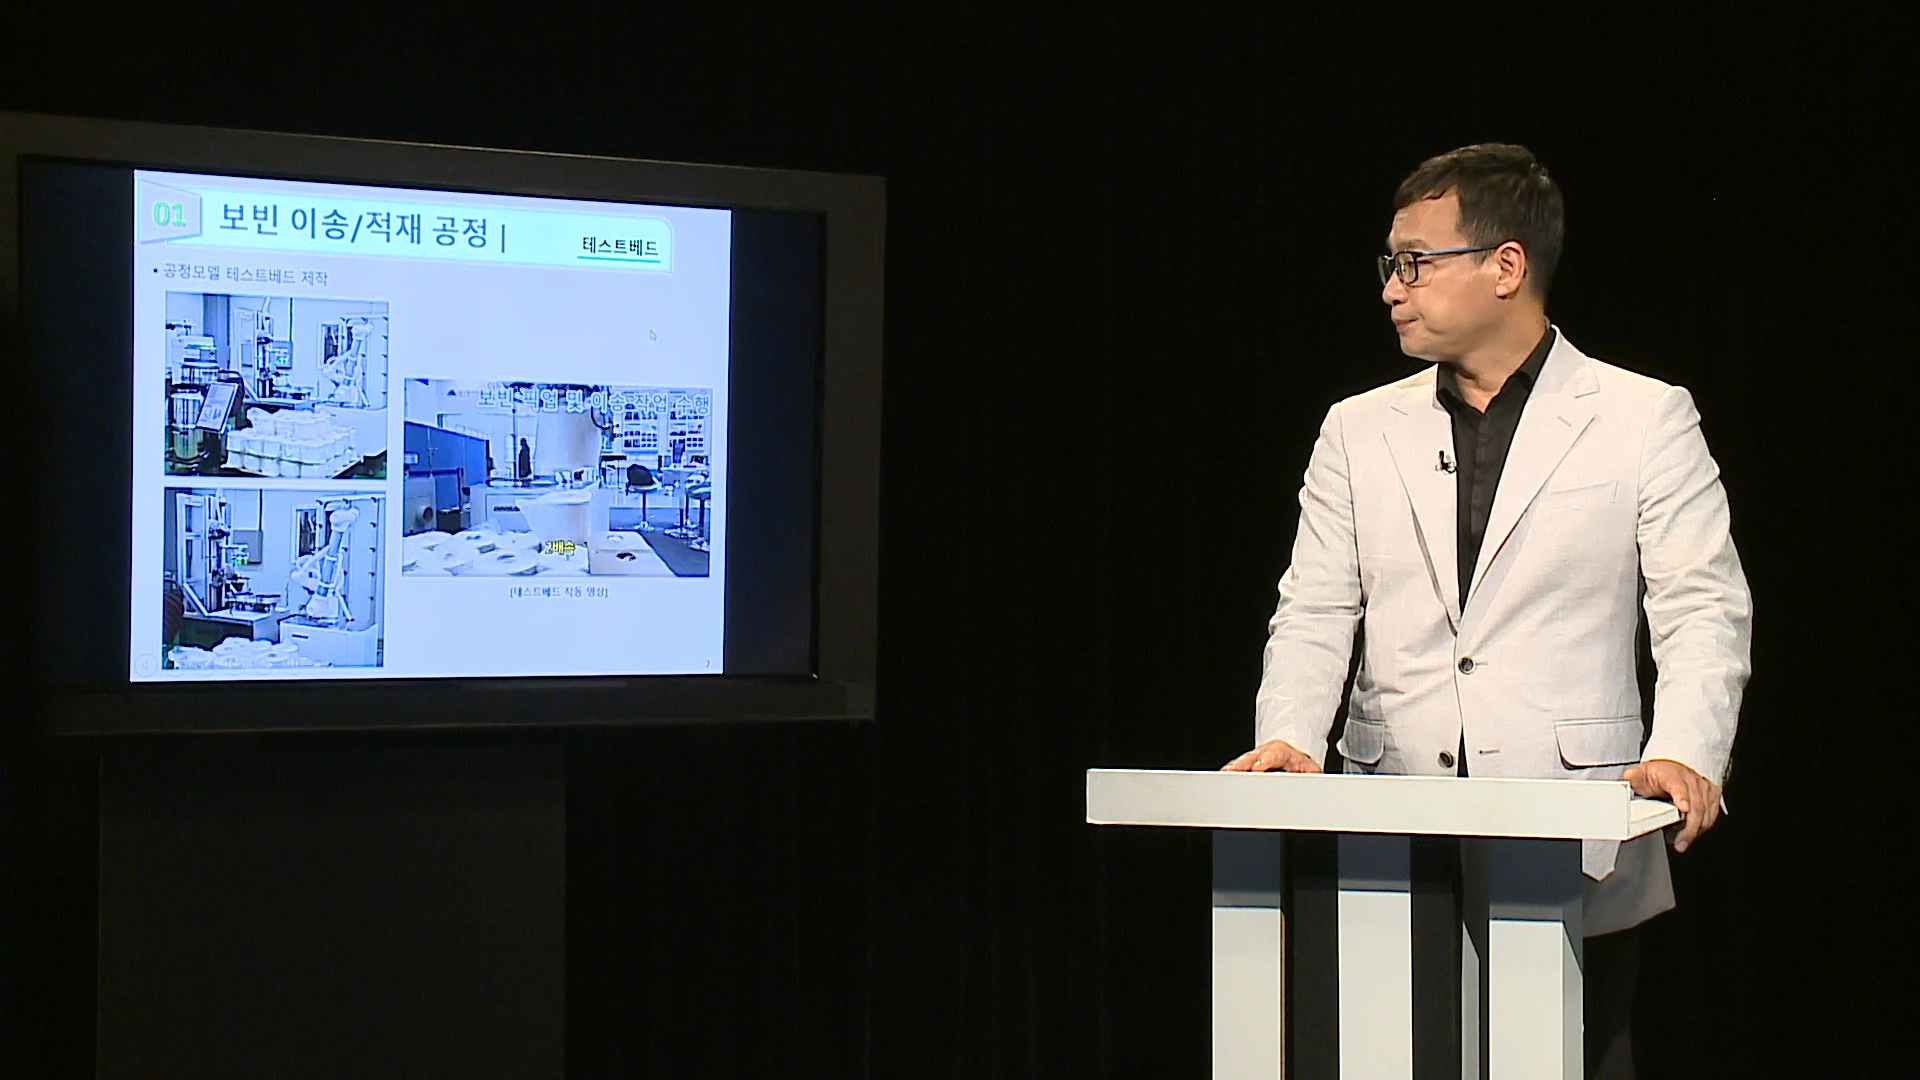 01
보빈 이송/적재 공정 |
테스트베드
▪ 공정모델 테스트베드 제작
보빈 픽업 및 이송 작업 수행
2배속
[테스트베드 작동 영상]
7